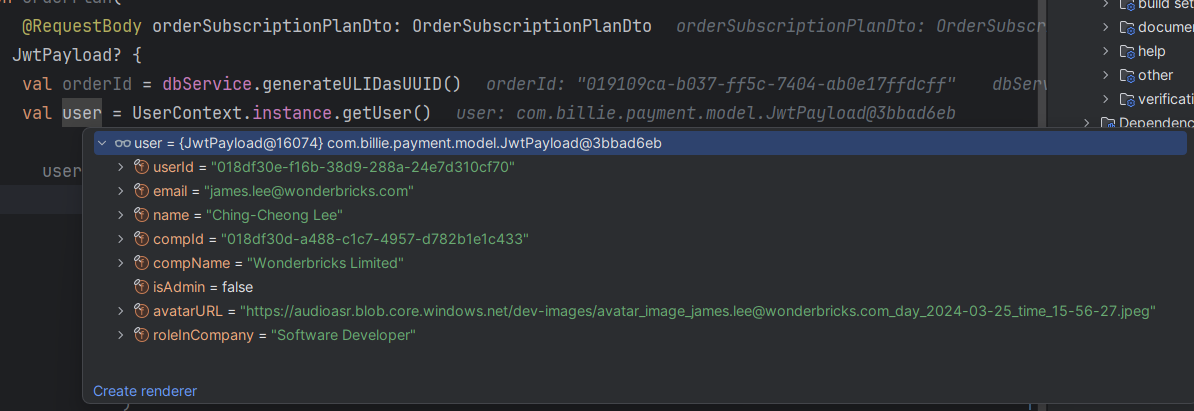 orderPlan(
@RequestBody orderSubscriptionPlanDto: OrderSubscriptionPlanDto orderSubscriptionPlanDto: OrderSubscr
JwtPayload? {
val orderId = dbService.generateULIDasUUID() orderId: "019109ca-b037-ff5c-7404-ab0e17ffdcff" dbServ
val user = UserContext.instance.getUser() user: com.billie.payment.model.JwtPayload@3bbad6eb
user
user = {JwtPayload@16074} com.billie.payment.model.JwtPayload@3bbad6eb
userId = "018df30e-f16b-38d9-288a-24e7d310cf70"
email = "james.lee@wonderbricks.com"
name = "Ching-Cheong Lee"
compId = "018df30d-a488-c1c7-4957-d782b1e1c433"
compName = "Wonderbricks Limited"
isAdmin = false
avatarURL = "https://audioasr.blob.core.windows.net/dev-images/avatar_image_james.lee@wonderbricks.com_day_2024-03-25_time_15-56-27.jpeg"
roleInCompany = "Software Developer"
Create renderer
build set
documen
help
other
verificati
Dependenc